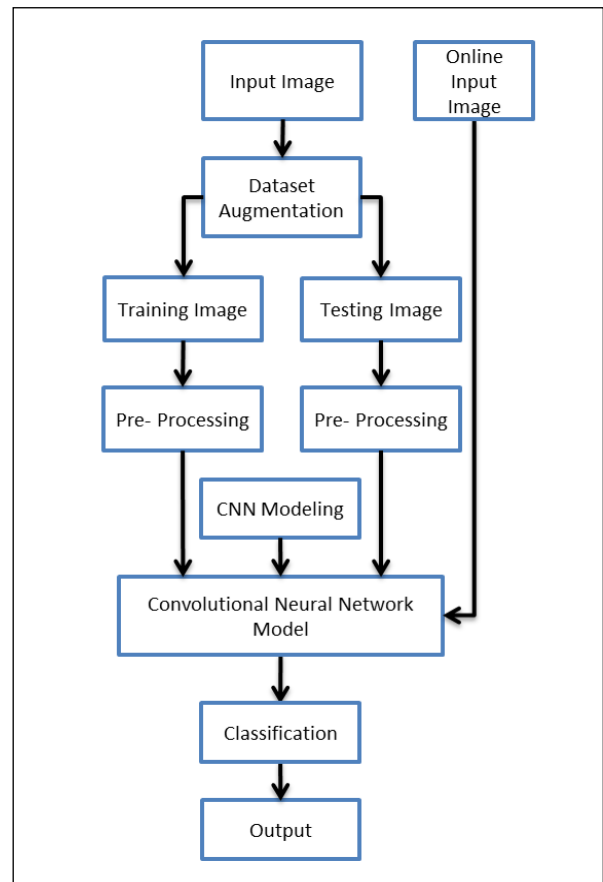 Input Image
Online
Input
Image
Dataset
Augmentation
Training Image
Testing Image
Pre- Processing
Pre- Processing
CNN Modeling
Convolutional Neural Network
Model
Classification
Output